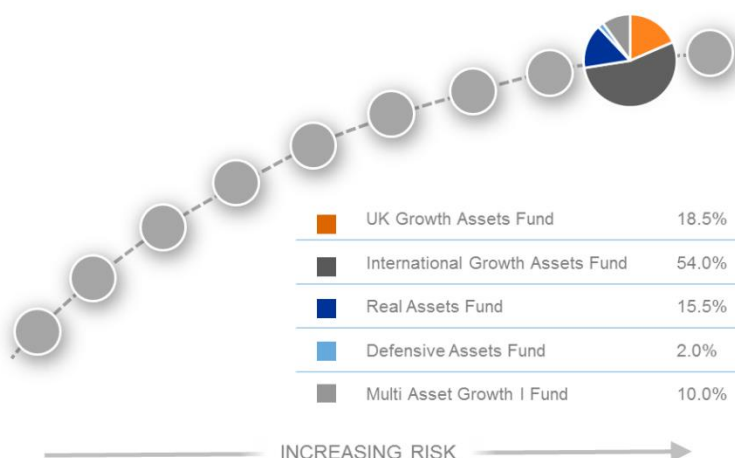 UK Growth Assets Fund 18.5%
International Growth Assets Fund 54.0%
Real Assets Fund 15.5%
Defensive Assets Fund 2.0%
Multi Asset Growth I Fund 10.0%
INCREASING RISK